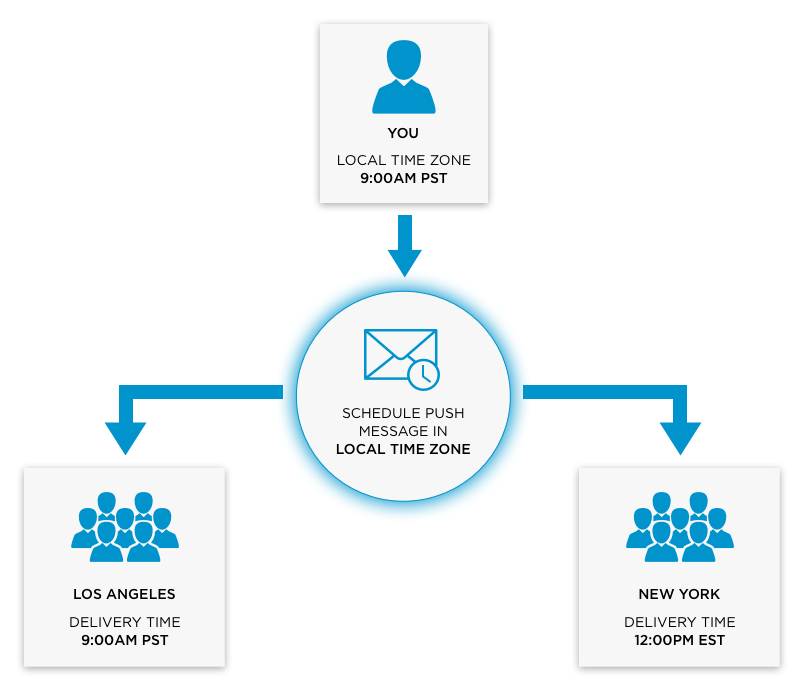 YOU
LOCAL TIME ZONE
9:00AM PST
SCHEDULE PUSH
MESSAGE IN
LOCAL TIME ZONE
LOS ANGELES
DELIVERY TIME
9:00AM PST
NEW YORK
DELIVERY TIME
12:00PM EST